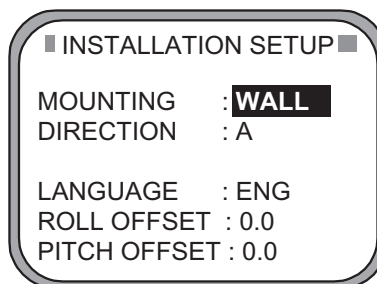 INSTALLATION SETUP
MOUNTING : WALL
DIRECTION : A
LANGUAGE : ENG
ROLL OFFSET : 0.0
PITCH OFFSET : 0.0